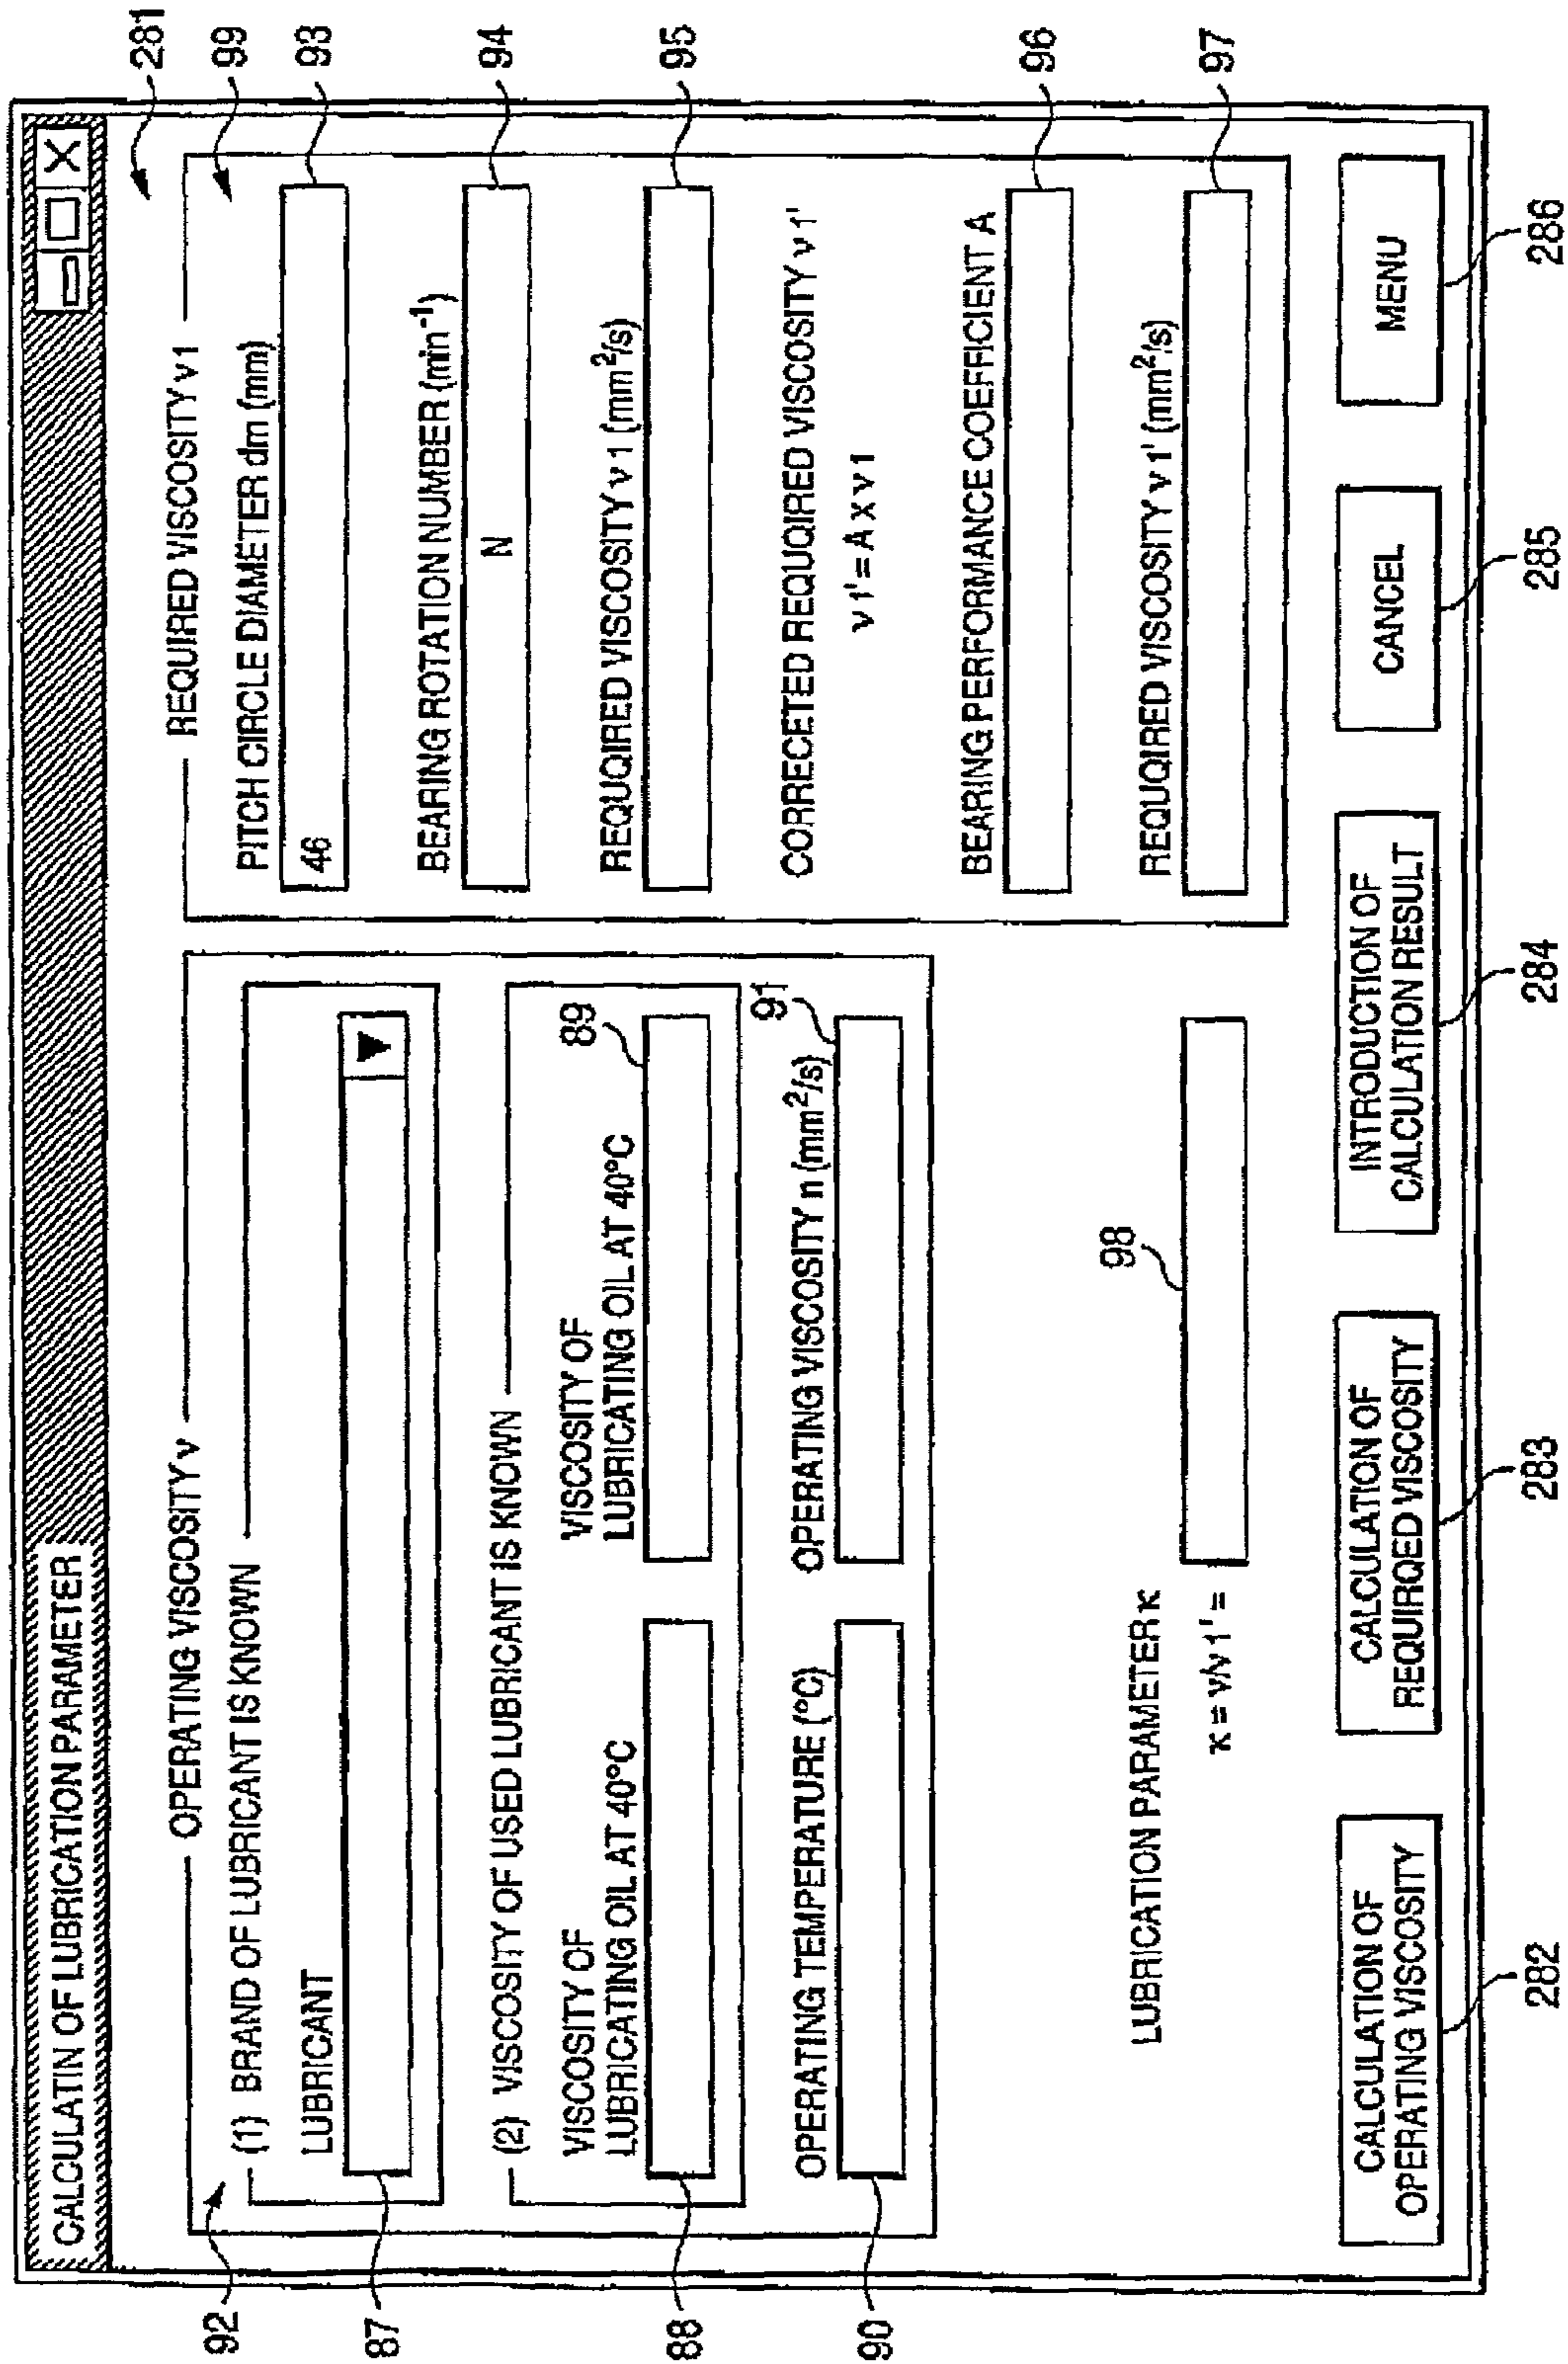 CALCULATIN OF LUBRICATION PARAMETER
281
92
OPERATING VISCOSITY ν
(1) BRAND OF LUBRICANT IS KNOWN
LUBRICANT
87
(2) VISCOSITY OF USED LUBRICANT IS KNOWN
VISCOSITY OF
LUBRICATING OIL AT 40°C
88
VISCOSITY OF
LUBRICATING OIL AT 40°C
89
OPERATING TEMPERATURE (°C)
90
OPERATING VISCOSITY n (mm²/s)
91
LUBRICATION PARAMETER κ
κ = ν/ν1' =
98
REQUIRED VISCOSITY ν1
99
PITCH CIRCLE DIAMETER dm (mm)
46
93
BEARING ROTATION NUMBER (min⁻¹)
N
94
REQUQIRED VISCOSITY ν1 (mm²/s)
95
CORRECETED REQUQIRED VISCOSITY ν1'
ν1' = A x ν1
BEARING PERFORMANCE COEFFICIENT A
96
REQUQIRED VISCOSITY ν1' (mm²/s)
97
CALCULATION OF
OPERATING VISCOSITY
282
CALCULATION OF
REQUIRQED VISCOSITY
283
INTRODUCTION OF
CALCULATION RESULT
284
CANCEL
285
MENU
286